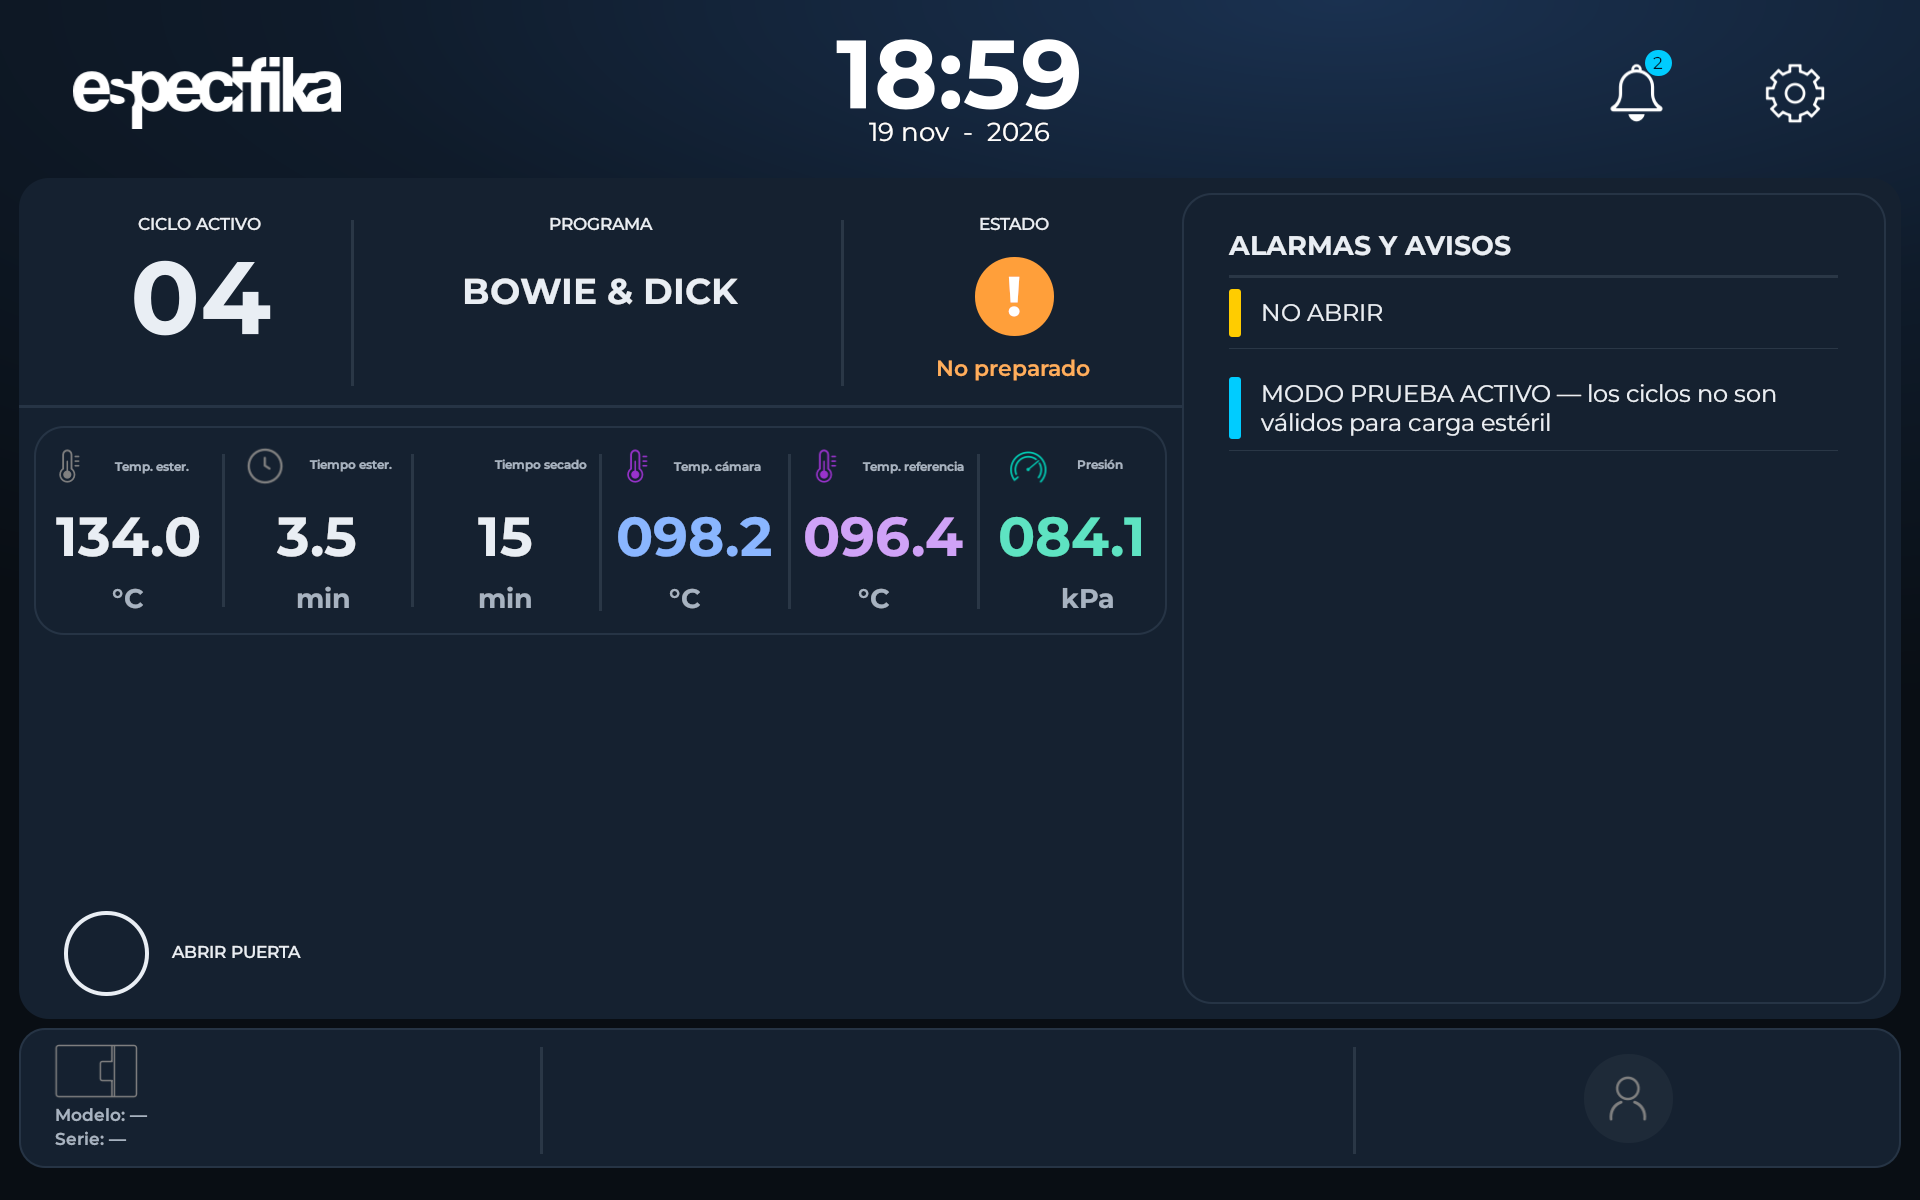 especifika
18:59
19 nov - 2026
2
CICLO ACTIVO
04
PROGRAMA
BOWIE & DICK
ESTADO
!
No preparado
ALARMAS Y AVISOS
NO ABRIR
MODO PRUEBA ACTIVO — los ciclos no son
válidos para carga estéril
Temp. ester.
134.0
°C
Tiempo ester.
3.5
min
Tiempo secado
15
min
Temp. cámara
098.2
°C
Temp. referencia
096.4
°C
Presión
084.1
kPa
ABRIR PUERTA
Modelo: —
Serie: —